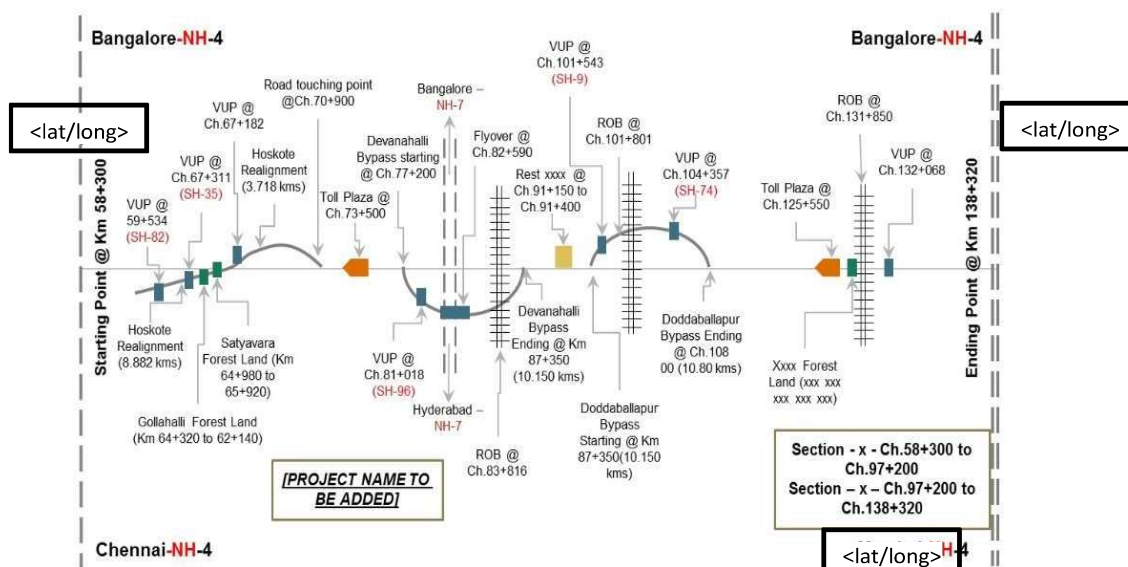 Bangalore-NH-4
Bangalore-NH-4
<lat/long>
<lat/long>
Starting Point @ Km 58+300
VUP @
59+534
(SH-82)
VUP @
Ch.67+311
(SH-35)
VUP @
Ch.67+182
Hoskote
Realignment
(3.718 kms)
Road touching point
@Ch.70+900
Toll Plaza @
Ch.73+500
Devanahalli
Bypass starting
@ Ch.77+200
Bangalore –
NH-7
Flyover @
Ch.82+590
VUP @
Ch.101+543
(SH-9)
Rest xxxx @
Ch.91+150 to
Ch.91+400
ROB @
Ch.101+801
VUP @
Ch.104+357
(SH-74)
Toll Plaza @
Ch.125+550
ROB @
Ch.131+850
VUP @
Ch.132+068
Ending Point @ Km 138+320
Hoskote
Realignment
(8.882 kms)
Satyavara
Forest Land (Km
64+980 to
65+920)
Gollahalli Forest Land
(Km 64+320 to 62+140)
VUP @
Ch.81+018
(SH-96)
Hyderabad –
NH-7
ROB @
Ch.83+816
Devanahalli
Bypass
Ending @ Km
87+350
(10.150 kms)
Doddaballapur
Bypass
Starting @ Km
87+350(10.150
kms)
Doddaballapur
Bypass Ending
@ Ch.108
00 (10.80 kms)
Xxxx Forest
Land (xxx xxx
xxx xxx xxx)
[PROJECT NAME TO
BE ADDED]
Section - x - Ch.58+300 to
Ch.97+200
Section – x – Ch.97+200 to
Ch.138+320
Chennai-NH-4
<lat/long>
H-4